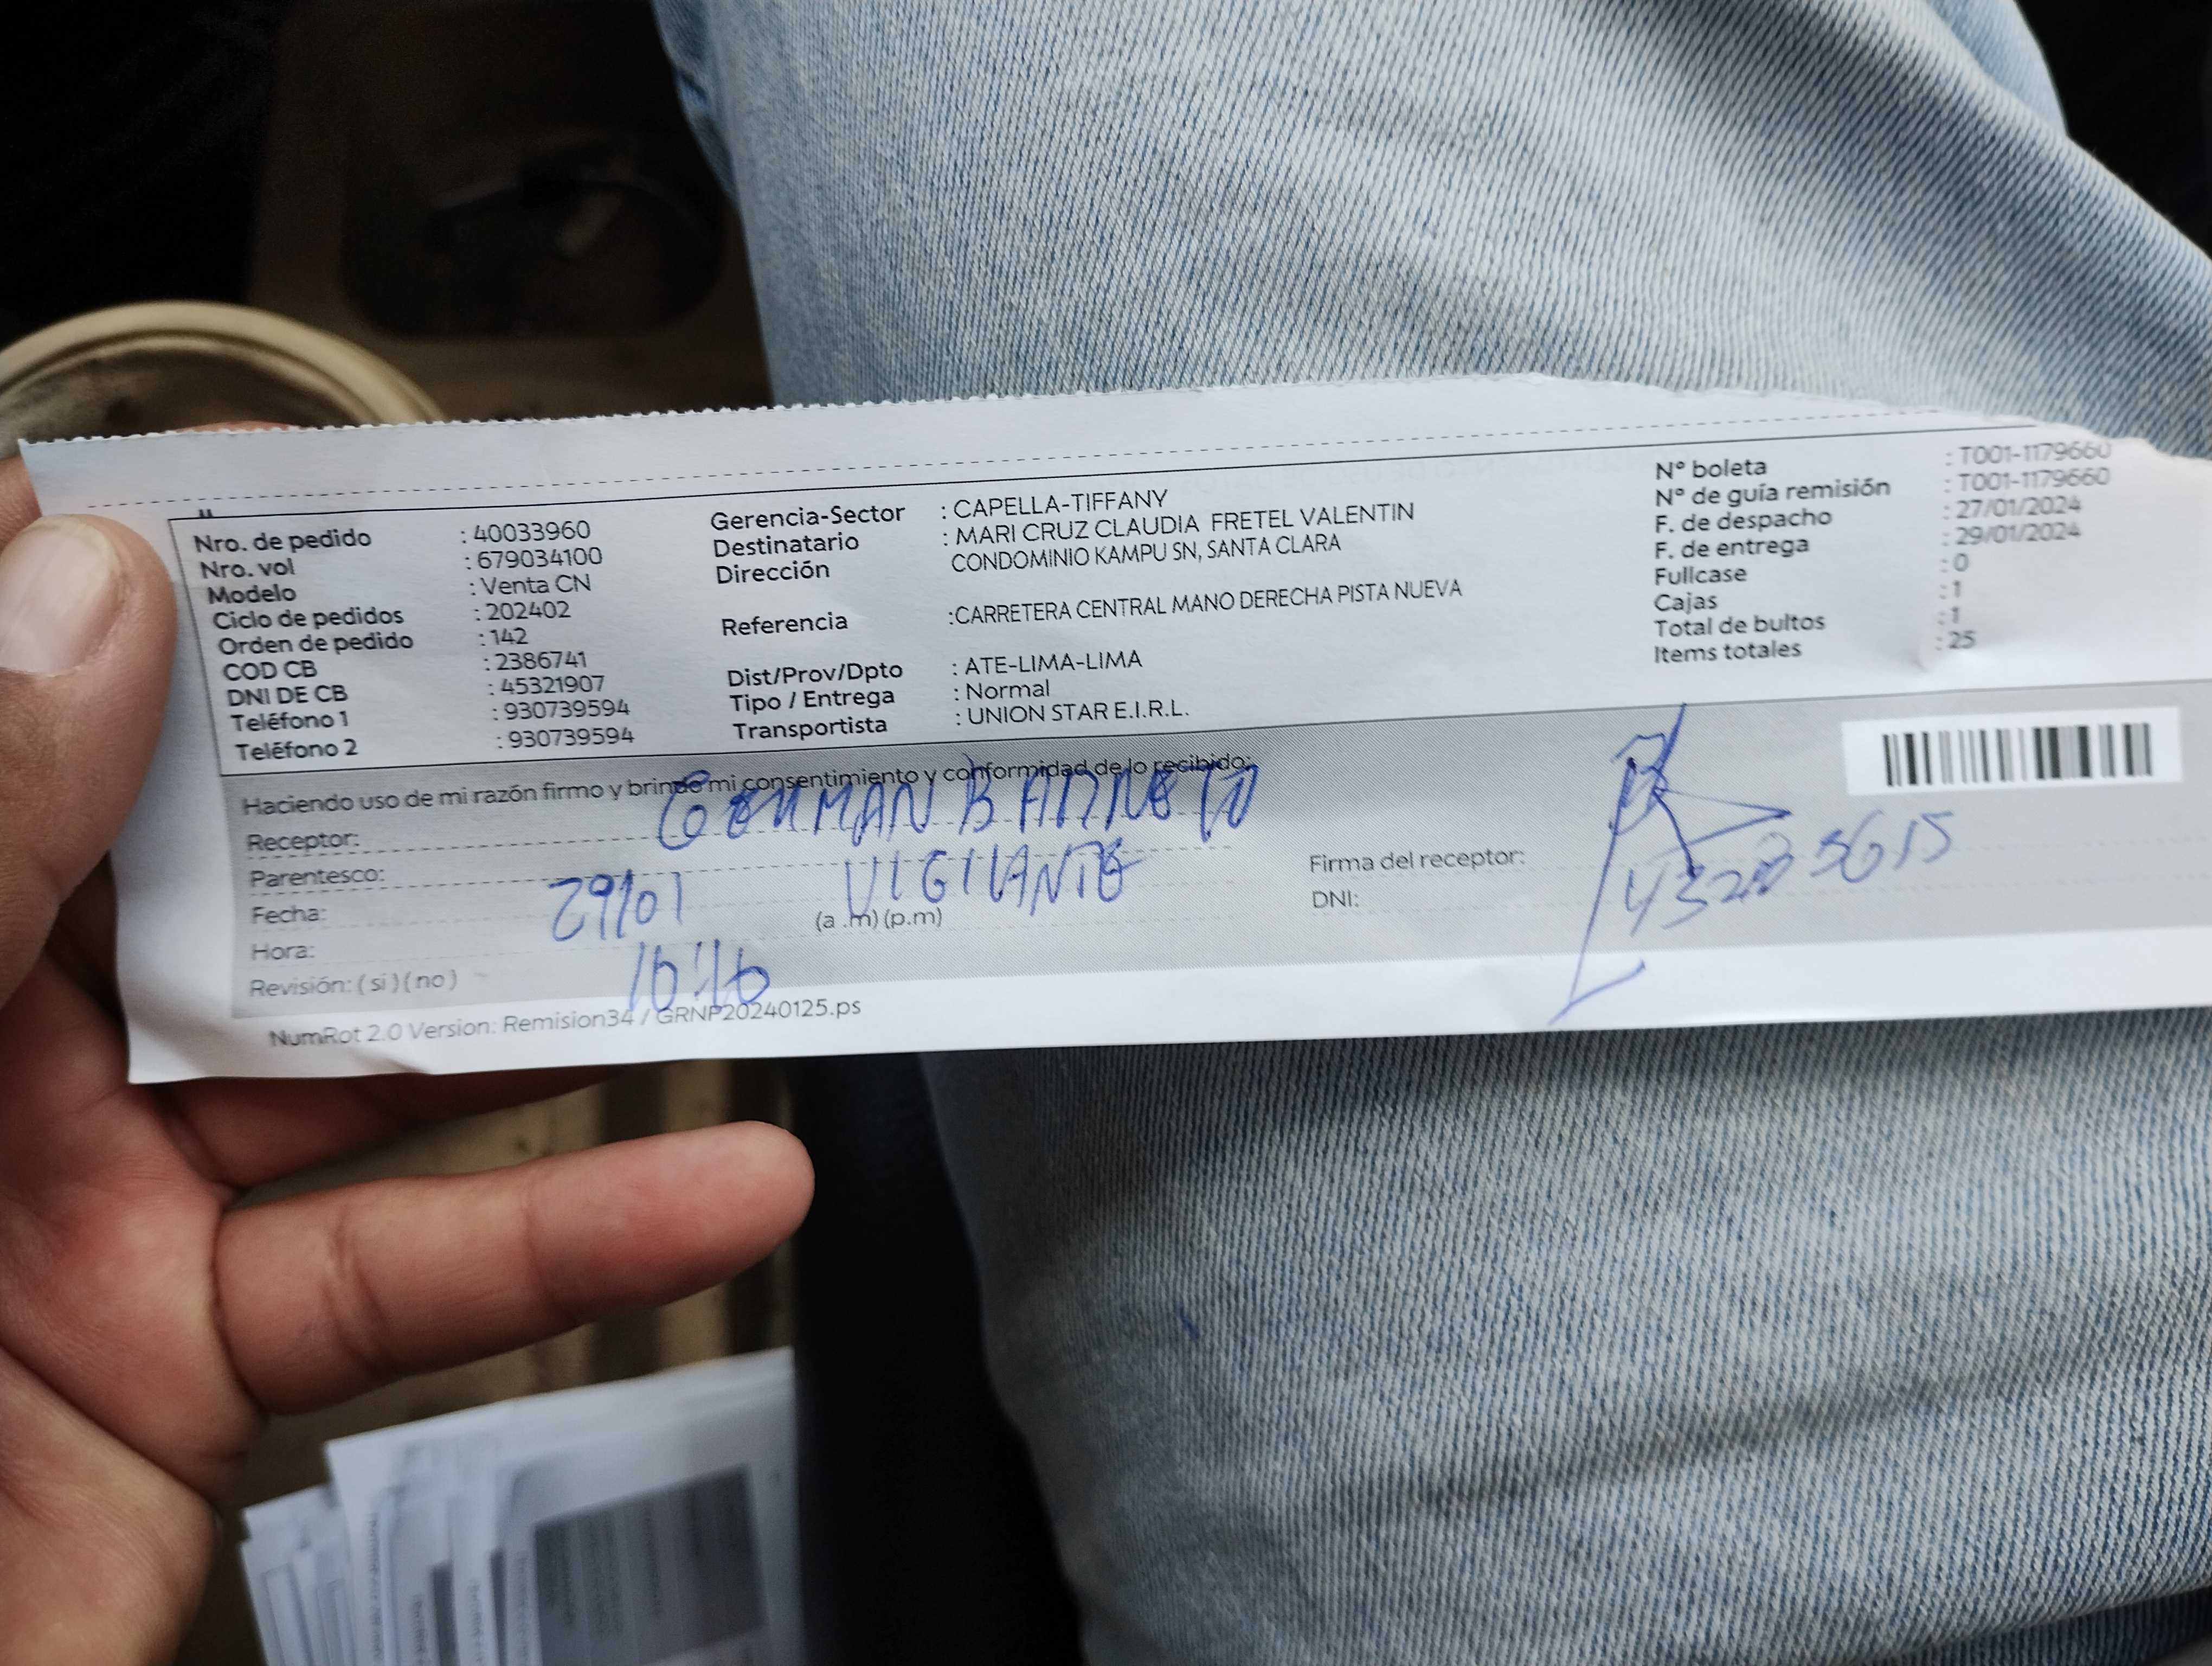 Nro. de pedido : 40033960
Nro. vol : 679034100
Modelo : Venta CN
Ciclo de pedidos : 202402
Orden de pedido : 142
COD CB : 2386741
DNI DE CB : 45321907
Teléfono 1 : 930739594
Teléfono 2 : 930739594
Gerencia-Sector : CAPELLA-TIFFANY
Destinatario : MARI CRUZ CLAUDIA FRETEL VALENTIN
Dirección CONDOMINIO KAMPU SN, SANTA CLARA
Referencia :CARRETERA CENTRAL MANO DERECHA PISTA NUEVA
Dist/Prov/Dpto : ATE-LIMA-LIMA
Tipo / Entrega : Normal
Transportista : UNION STAR E.I.R.L.
N° boleta : T001-1179660
N° de guía remisión : T001-1179660
F. de despacho : 27/01/2024
F. de entrega : 29/01/2024
Fullcase : 0
Cajas : 1
Total de bultos : 1
Items totales : 25
Haciendo uso de mi razón firmo y brindo mi consentimiento y conformidad de lo recibido:
Receptor: GERMAN
Parentesco: VIGILANTE
Fecha: 29/01
Hora: (a .m) (p.m)
Revisión: ( si ) ( no )
Firma del receptor:
DNI:
NumRot 2.0 Version: Remision34 / GRNP20240125.ps